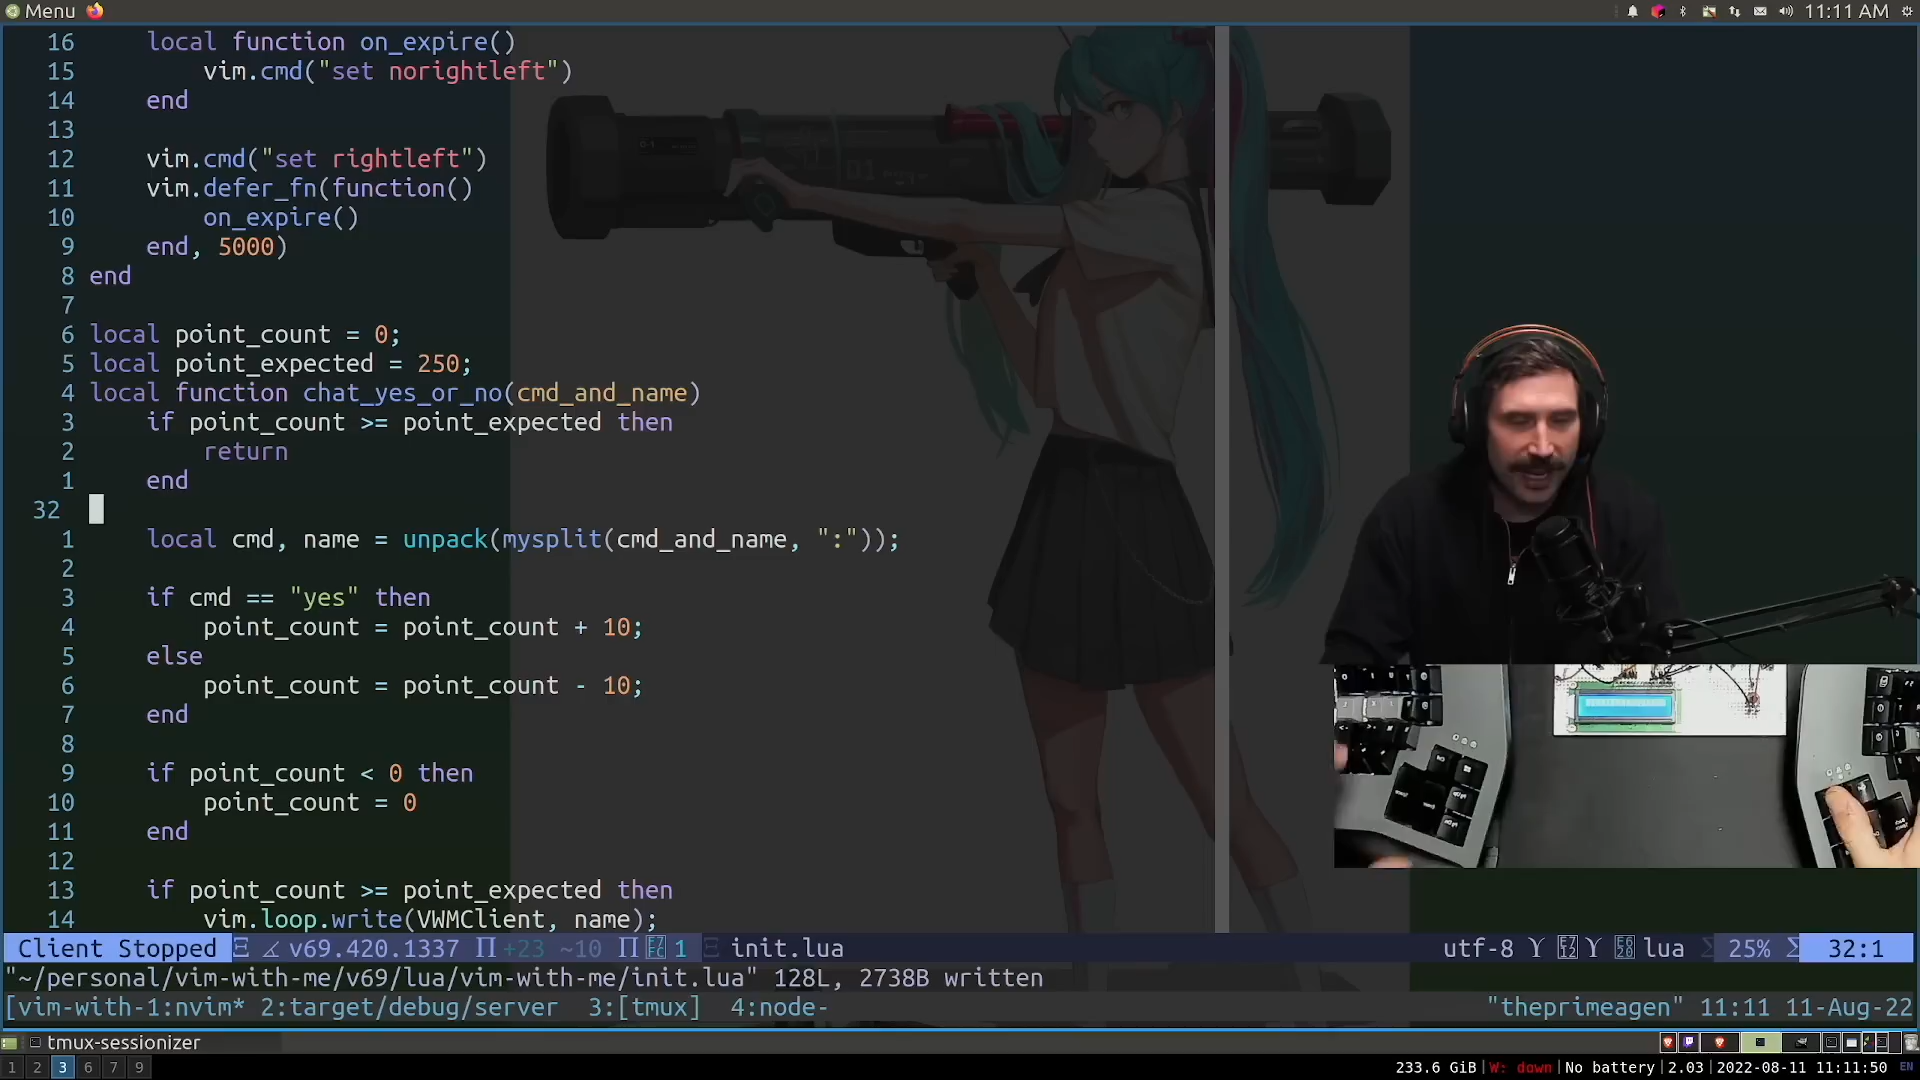 Menu 11:11 AM
16 local function on_expire()
15 vim.cmd("set norightleft")
14 end
13
12 vim.cmd("set rightleft")
11 vim.defer_fn(function()
10 on_expire()
9 end, 5000)
8 end
7
6 local point_count = 0;
5 local point_expected = 250;
4 local function chat_yes_or_no(cmd_and_name)
3 if point_count >= point_expected then
2 return
1 end
32
1 local cmd, name = unpack(mysplit(cmd_and_name, ":"));
2
3 if cmd == "yes" then
4 point_count = point_count + 10;
5 else
6 point_count = point_count - 10;
7 end
8
9 if point_count < 0 then
10 point_count = 0
11 end
12
13 if point_count >= point_expected then
14 vim.loop.write(VWMClient, name);
Client Stopped v69.420.1337 +23 ~10 1 init.lua utf-8 lua 25% 32:1
"~/personal/vim-with-me/v69/lua/vim-with-me/init.lua" 128L, 2738B written
[vim-with-1:nvim* 2:target/debug/server 3:[tmux] 4:node- "theprimeagen" 11:11 11-Aug-22
tmux-sessionizer
1 2 3 6 7 9 233.6 GiB|W: down|No battery|2.03|2022-08-11 11:11:50 EN